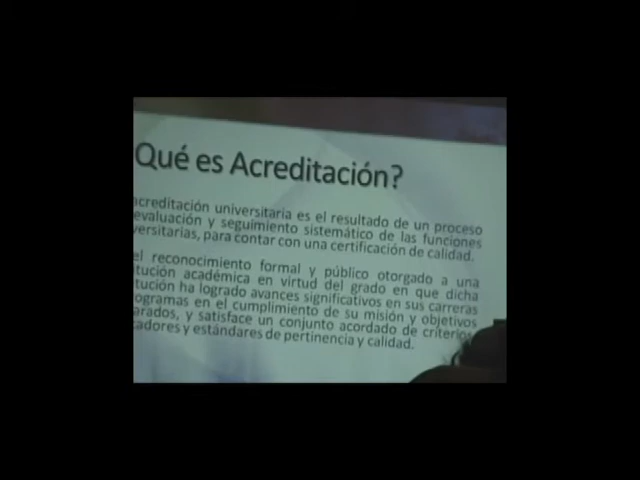 Qué es Acreditación?
acreditación universitaria es el resultado de un proceso
evaluación y seguimiento sistemático de las funciones
versitarias, para contar con una certificación de calidad.
el reconocimiento formal y público otorgado a una
itución académica en virtud del grado en que dicha
itución ha logrado avances significativos en sus carreras
ogramas en el cumplimiento de su misión y objetivos
arados, y satisface un conjunto acordado de criterios
cadores y estándares de pertinencia y calidad.